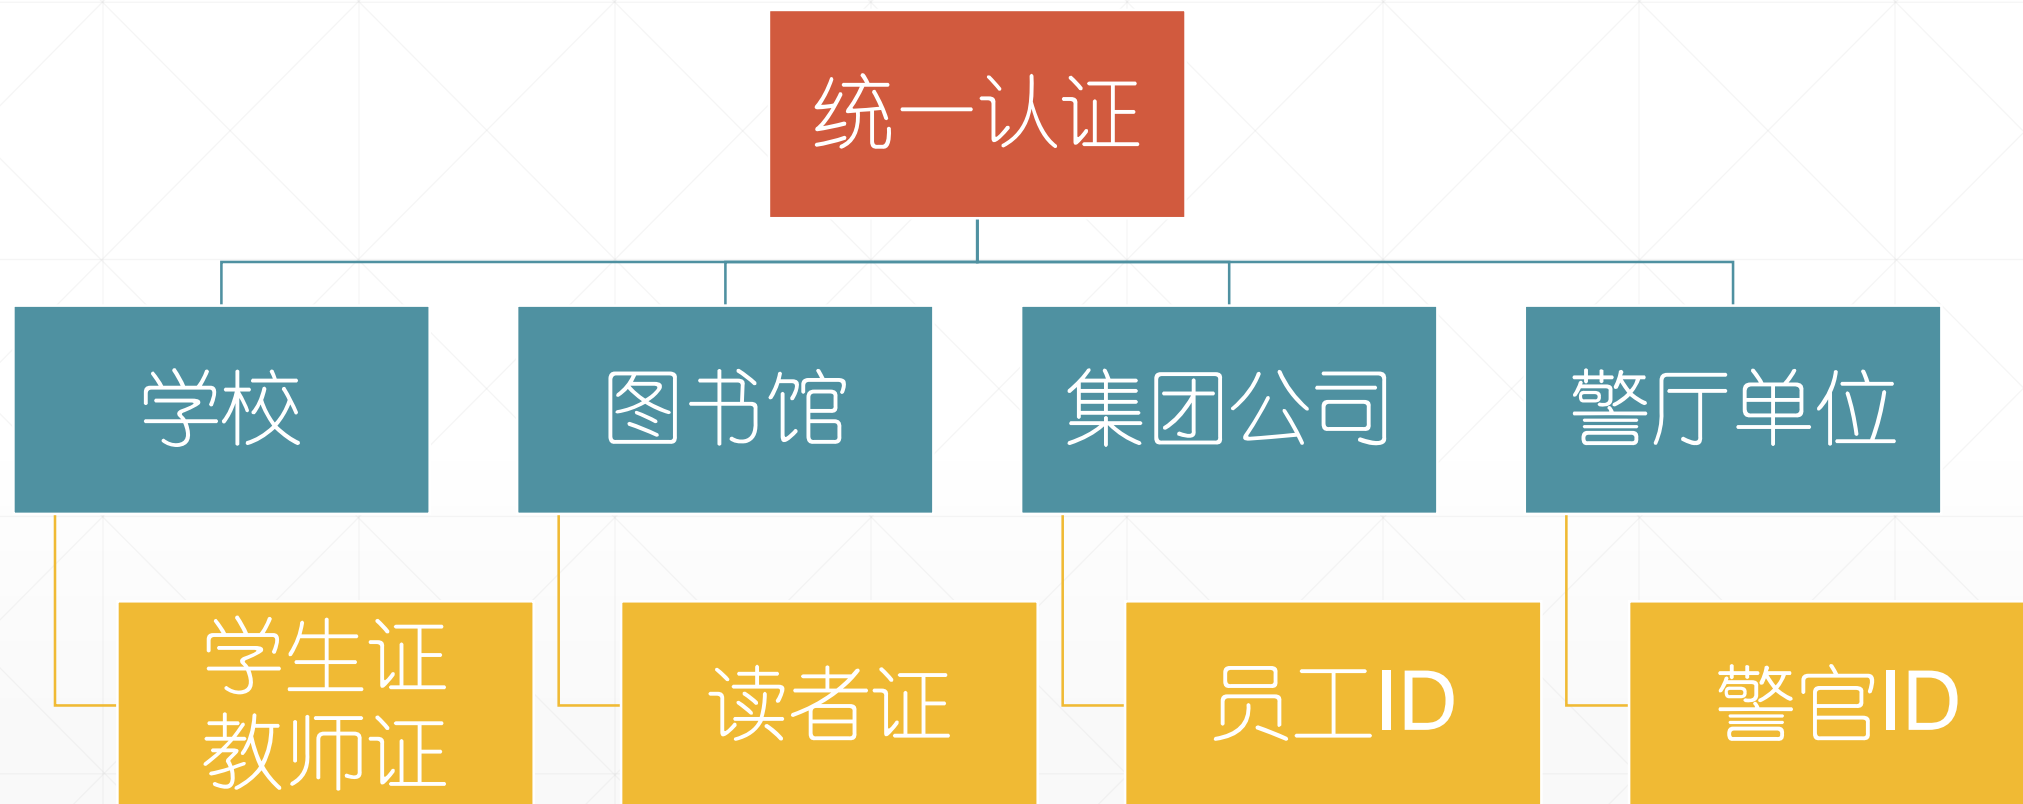 统一认证
学校
图书馆
集团公司
警厅单位
学生证
教师证
读者证
员工ID
警官ID